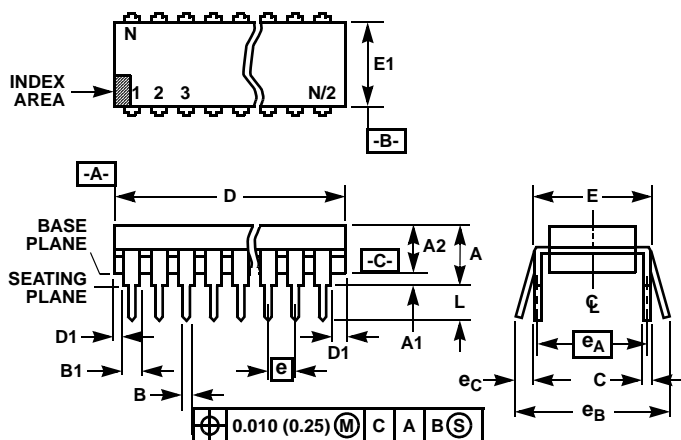 N
INDEX
AREA
1 2 3 N/2
E1
-B-
-A-
D
E
BASE
PLANE
A2
A
-C-
SEATING
PLANE
L
D1
B1
B
e
D1
A1
C
L
eA
eC
C
eB
0.010 (0.25) M C A B S